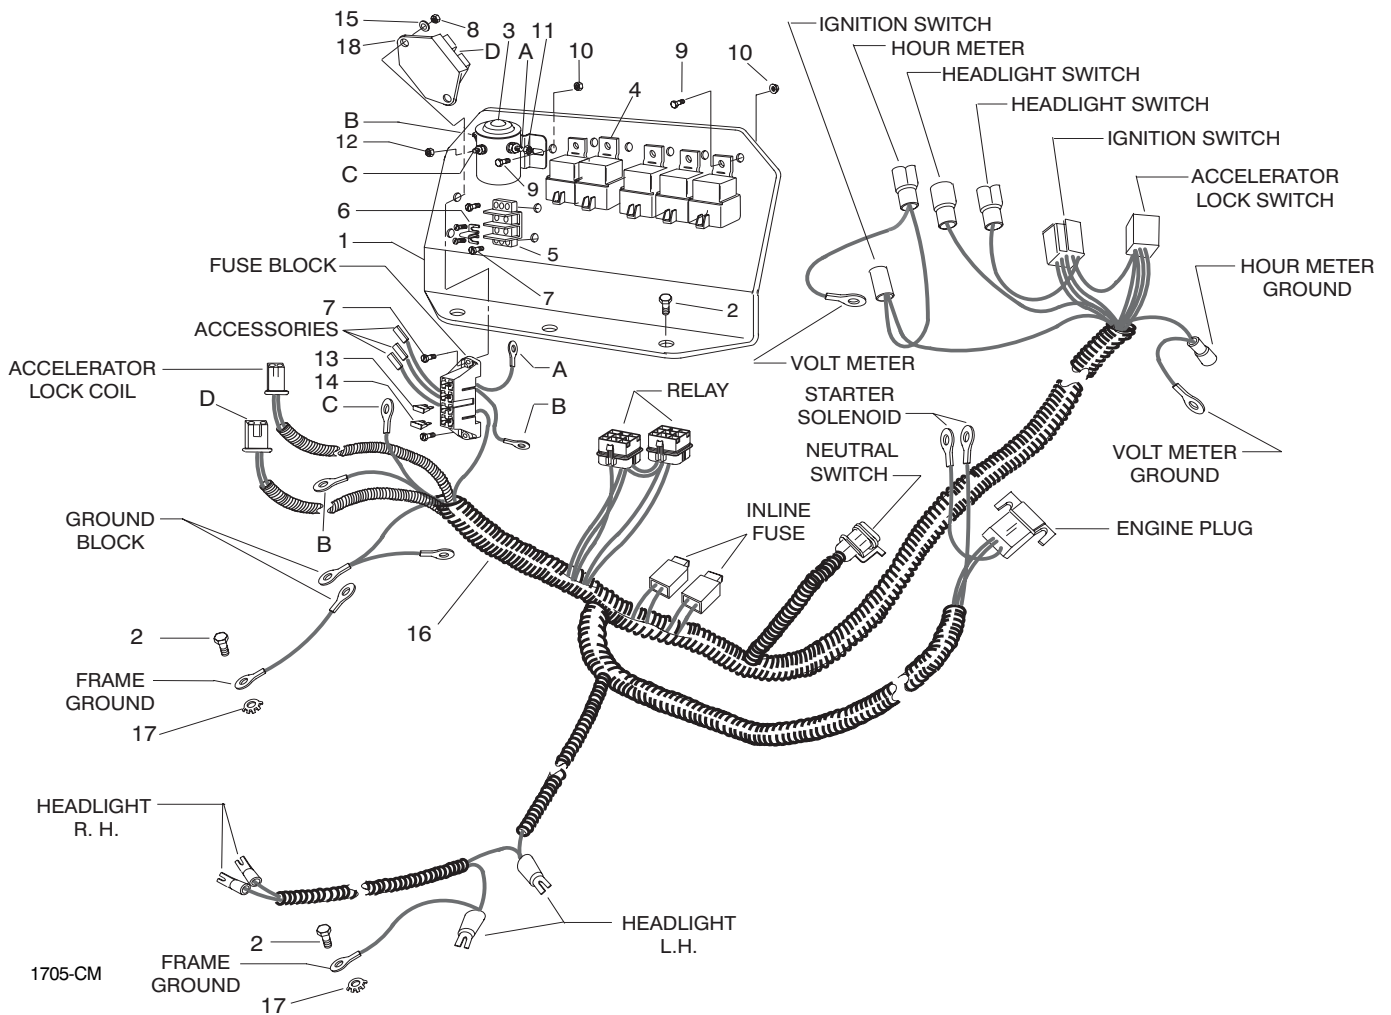 15
8
3
11
18
D
A
10
9
10
4
IGNITION SWITCH
HOUR METER
HEADLIGHT SWITCH
HEADLIGHT SWITCH
IGNITION SWITCH
ACCELERATOR
LOCK SWITCH
B
12
C
9
6
1
5
FUSE BLOCK
7
7
2
HOUR METER
GROUND
ACCESSORIES
13
14
C
A
B
VOLT METER
ACCELERATOR
LOCK COIL
D
RELAY
STARTER
SOLENOID
NEUTRAL
SWITCH
VOLT METER
GROUND
INLINE
FUSE
ENGINE PLUG
GROUND
BLOCK
B
16
2
FRAME
GROUND
17
HEADLIGHT
R. H.
HEADLIGHT
L.H.
2
FRAME
GROUND
17
1705-CM